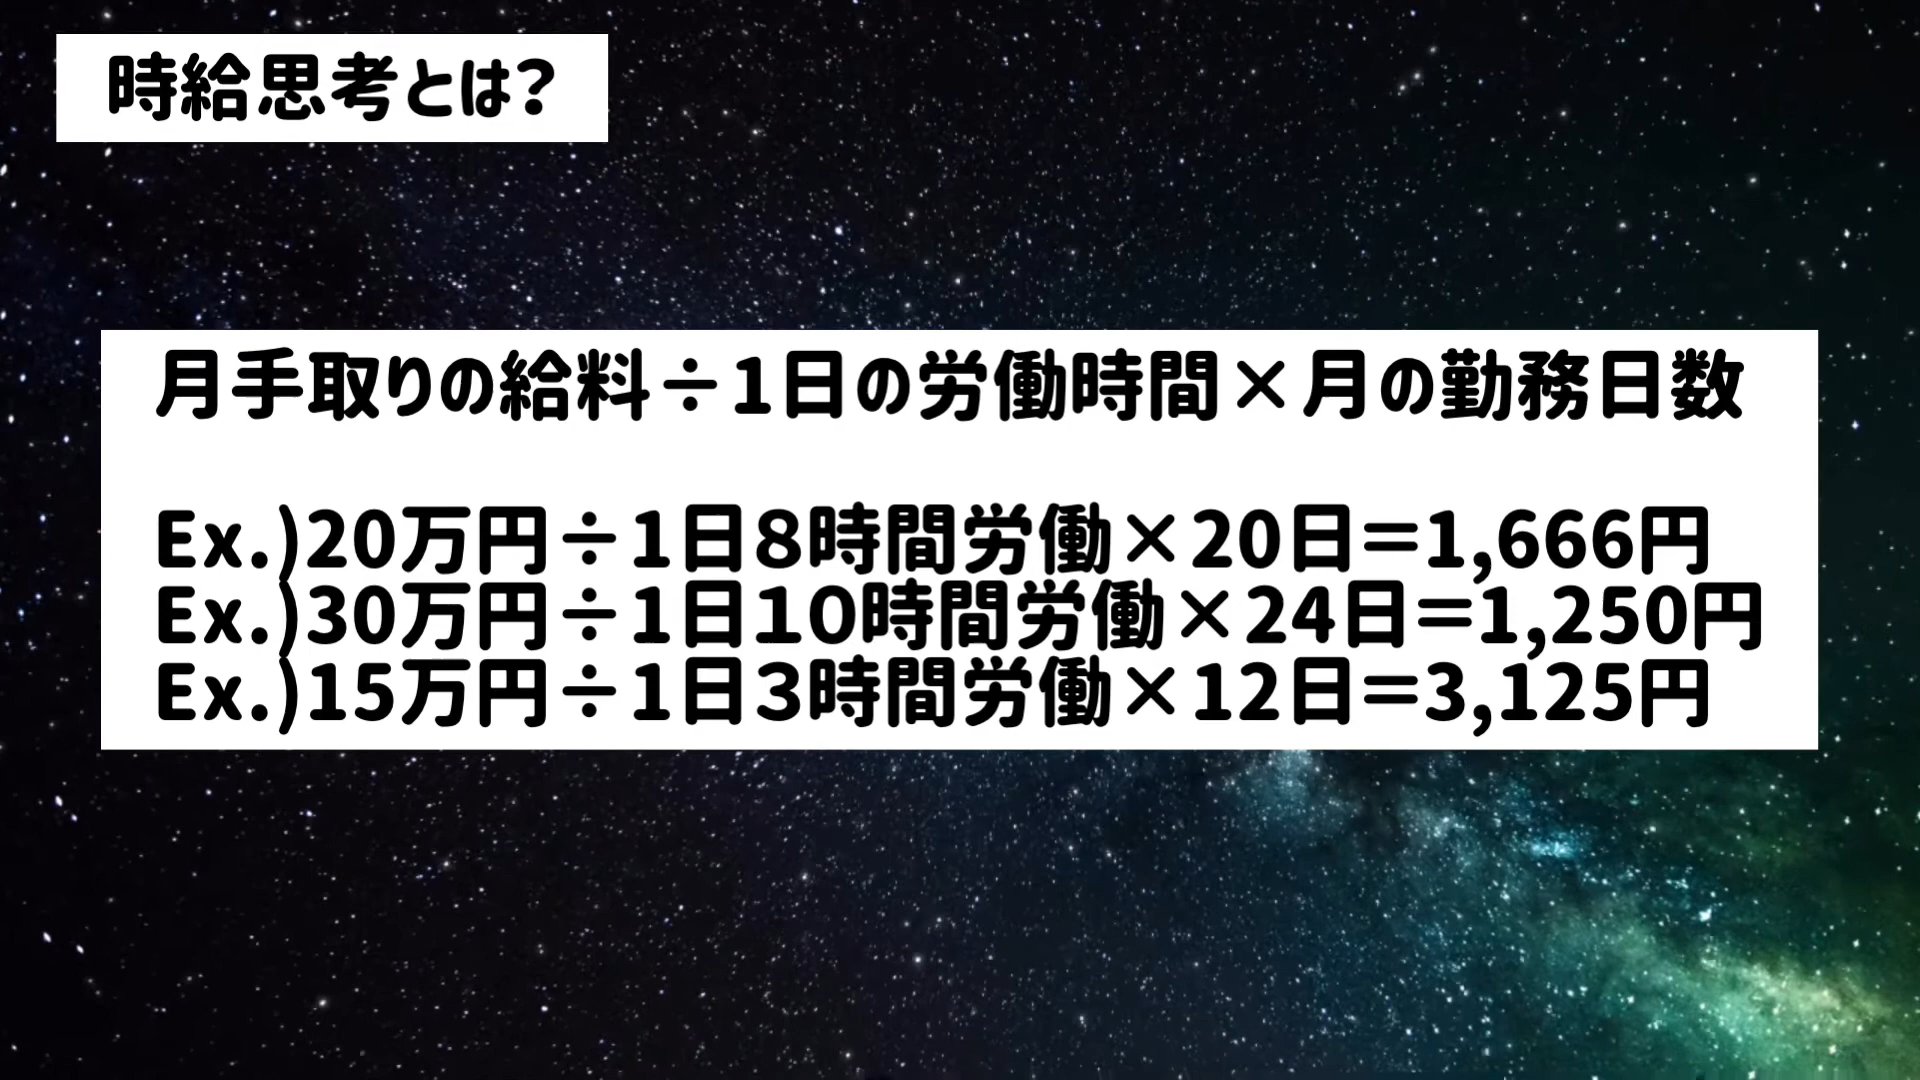 時給思考とは?
月手取りの給料÷1日の労働時間×月の勤務日数
Ex.)20万円÷1日8時間労働×20日=1,666円
Ex.)30万円÷1日10時間労働×24日=1,250円
Ex.)15万円÷1日3時間労働×12日=3,125円